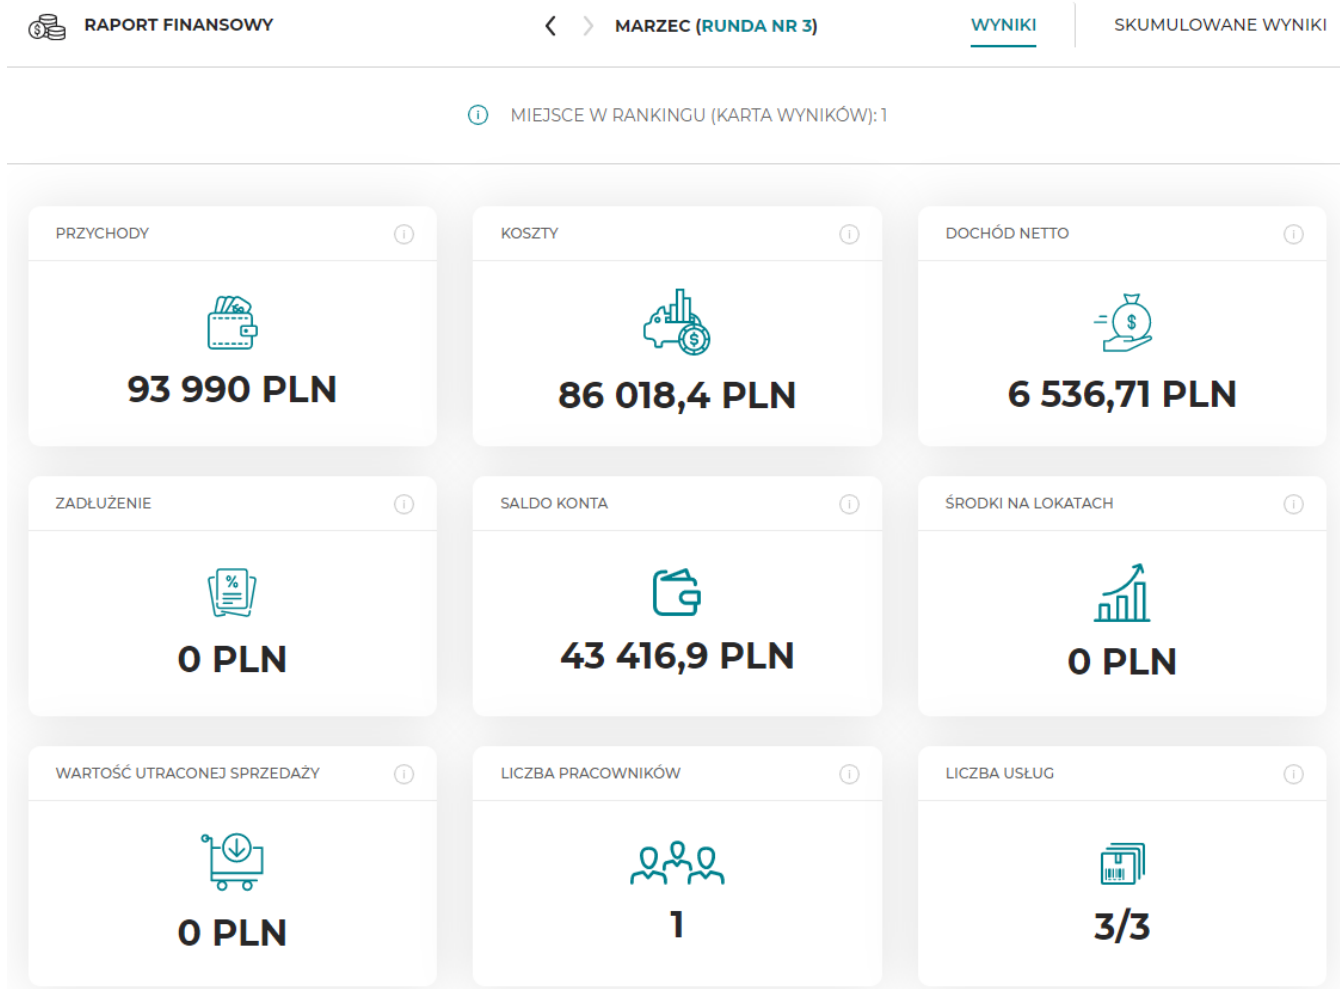 RAPORT FINANSOWY
MARZEC (RUNDA NR 3)
WYNIKI
SKUMULOWANE WYNIKI
MIEJSCE W RANKINGU (KARTA WYNIKÓW): 1
PRZYCHODY
KOSZTY
DOCHÓD NETTO
93 990 PLN
86 018,4 PLN
6 536,71 PLN
ZADŁUŻENIE
SALDO KONTA
ŚRODKI NA LOKATACH
0 PLN
43 416,9 PLN
0 PLN
WARTOŚĆ UTRACONEJ SPRZEDAŻY
LICZBA PRACOWNIKÓW
LICZBA USŁUG
0 PLN
1
3/3